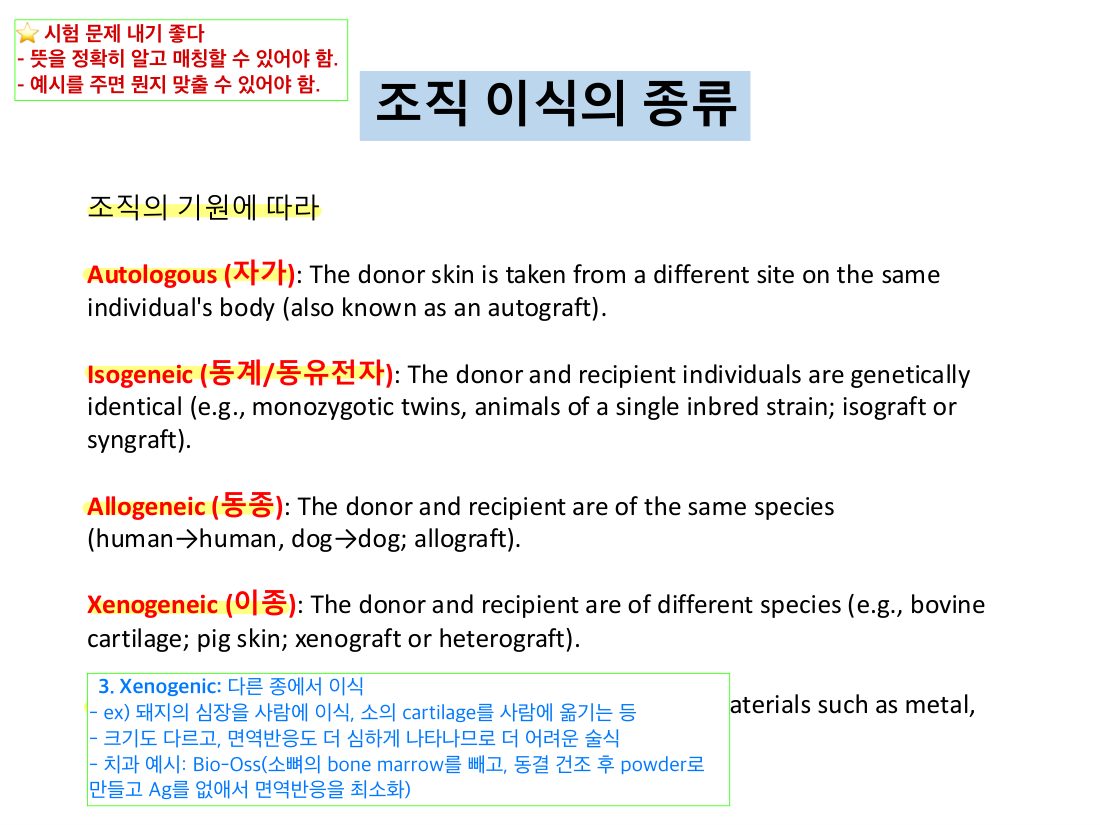 ⭐ 시험 문제 내기 좋다
- 뜻을 정확히 알고 매칭할 수 있어야 함.
- 예시를 주면 뭔지 맞출 수 있어야 함.
조직 이식의 종류
조직의 기원에 따라
Autologous (자가): The donor skin is taken from a different site on the same
individual's body (also known as an autograft).
Isogeneic (동계/동유전자): The donor and recipient individuals are genetically
identical (e.g., monozygotic twins, animals of a single inbred strain; isograft or
syngraft).
Allogeneic (동종): The donor and recipient are of the same species
(human→human, dog→dog; allograft).
Xenogeneic (이종): The donor and recipient are of different species (e.g., bovine
cartilage; pig skin; xenograft or heterograft).
3. Xenogenic: 다른 종에서 이식
- ex) 돼지의 심장을 사람에 이식, 소의 cartilage를 사람에 옮기는 등
- 크기도 다르고, 면역반응도 더 심하게 나타나므로 더 어려운 술식
- 치과 예시: Bio-Oss(소뼈의 bone marrow를 빼고, 동결 건조 후 powder로
만들고 Ag를 없애서 면역반응을 최소화)
aterials such as metal,